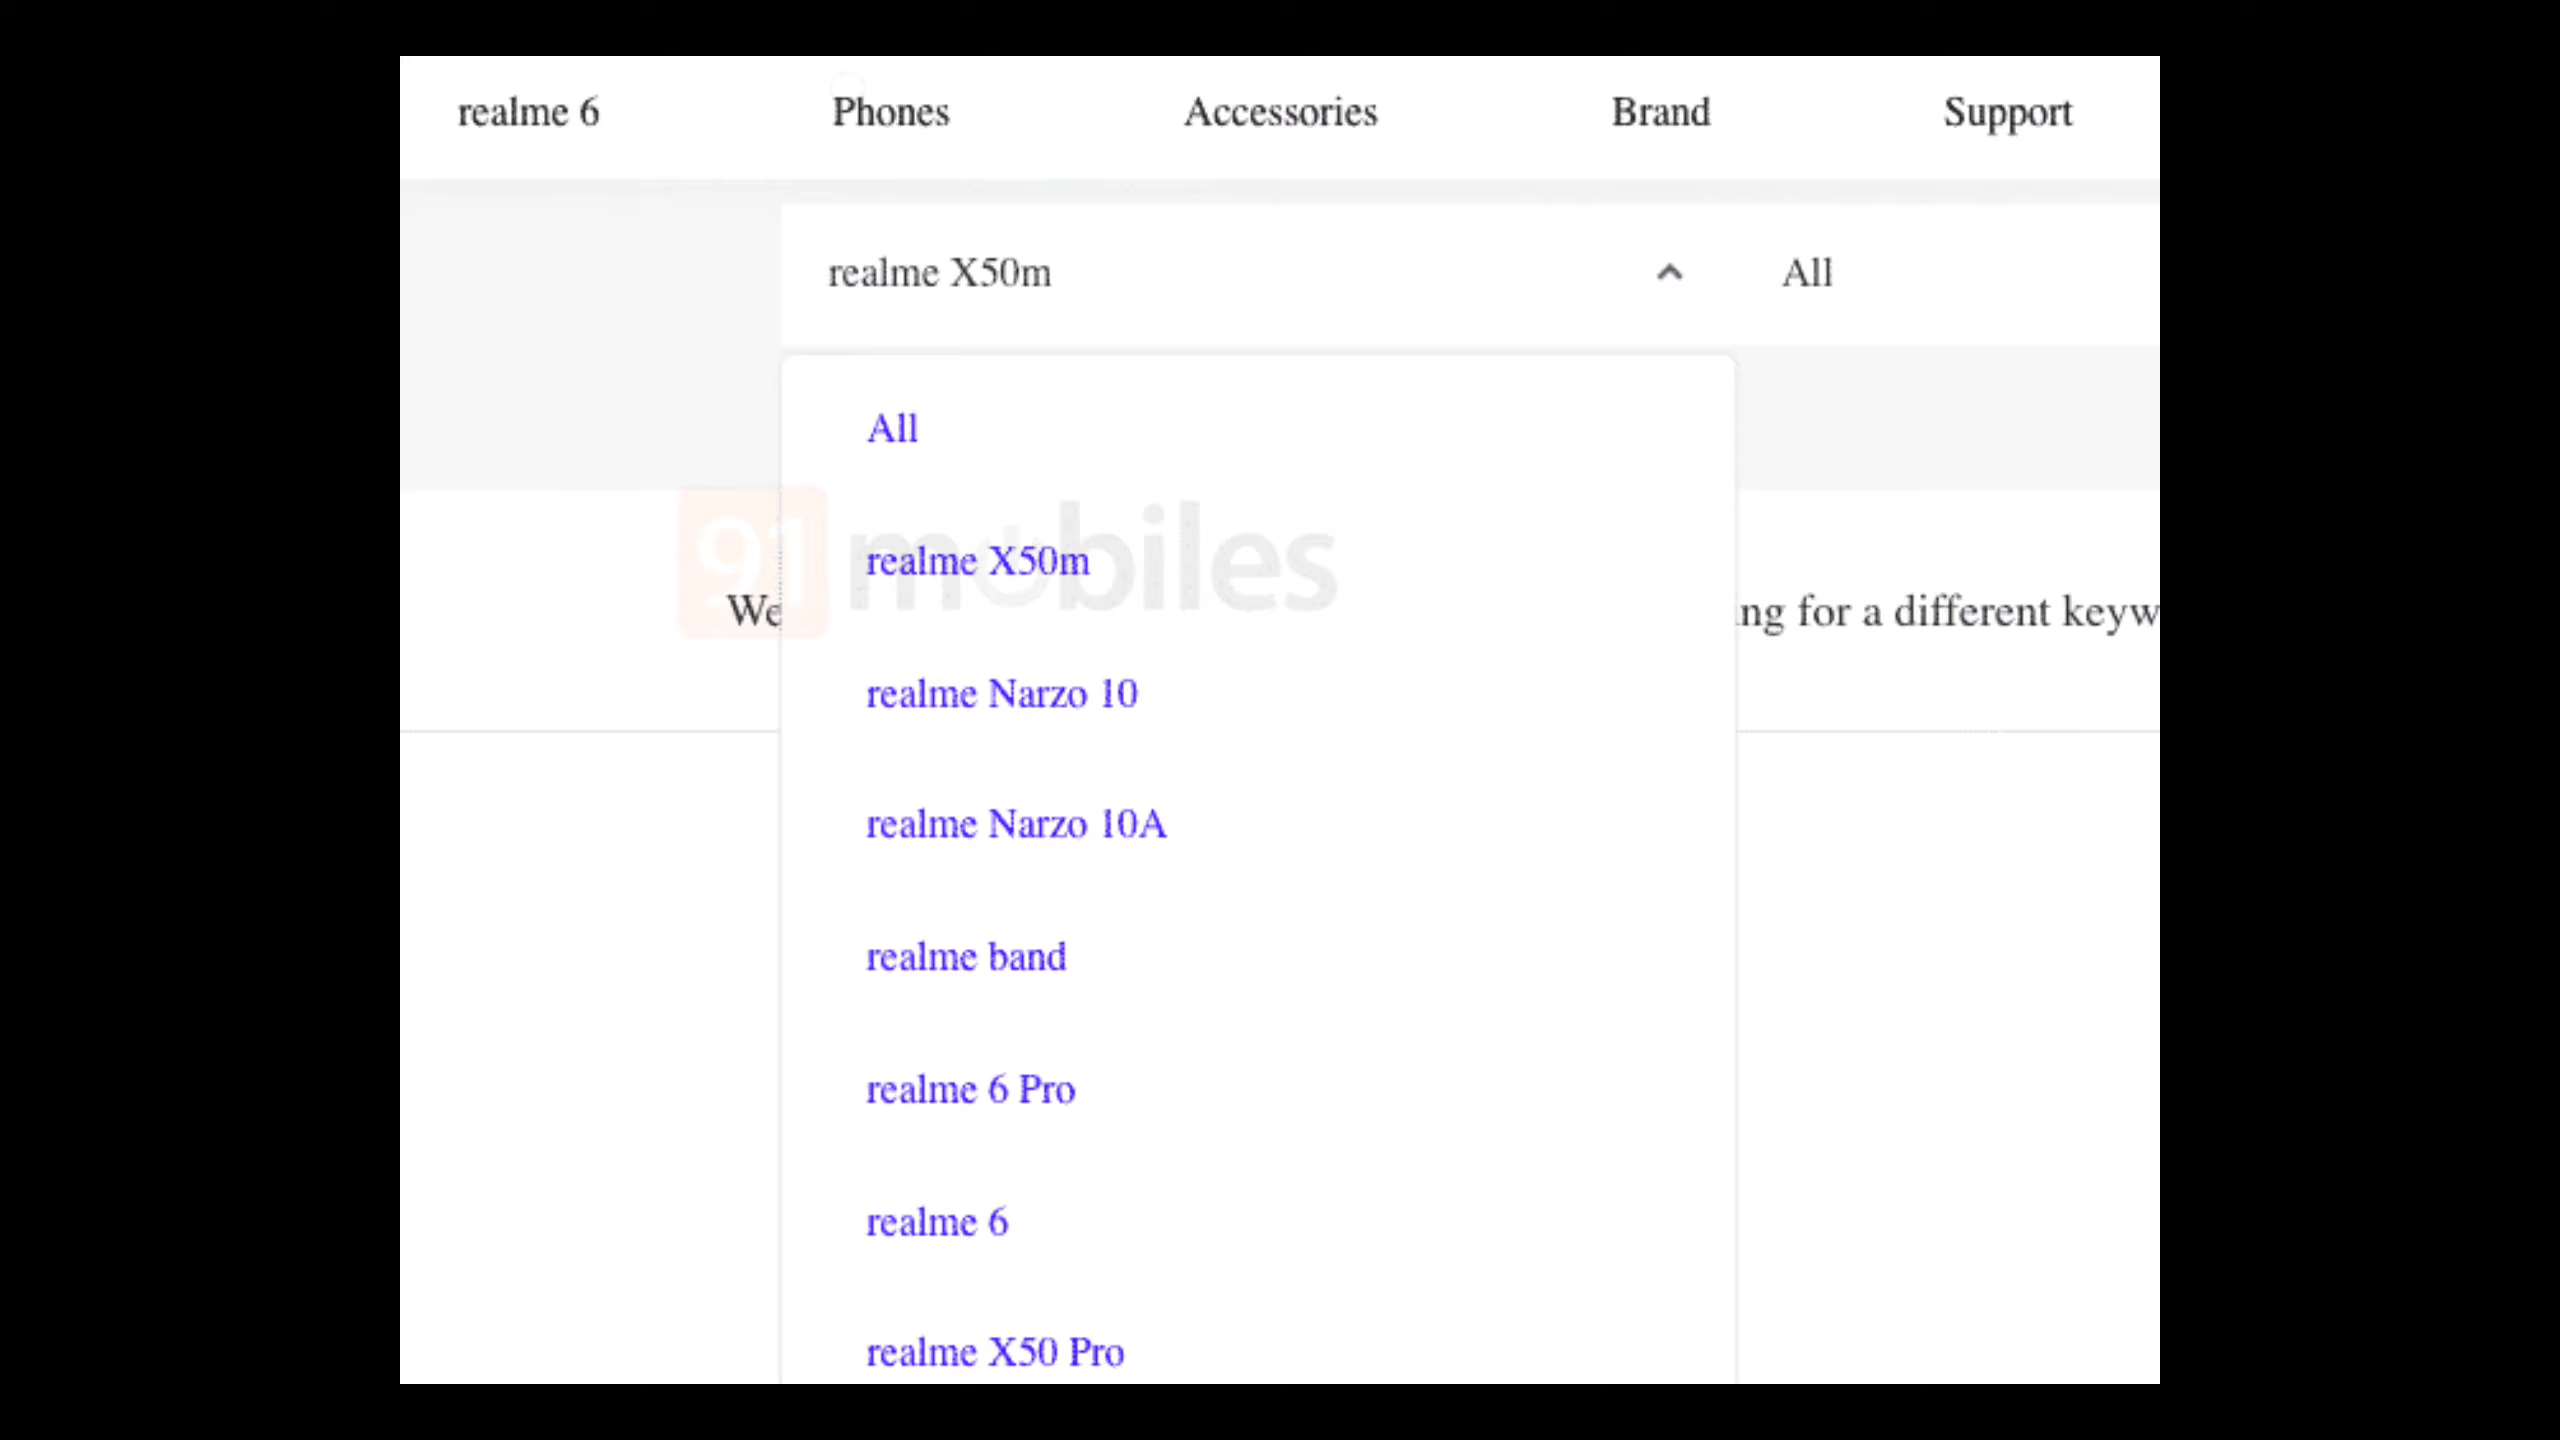 realme 6 Phones Accessories Brand Support
realme X50m All
All
91mobiles
realme X50m
We
ing for a different keyw
realme Narzo 10
realme Narzo 10A
realme band
realme 6 Pro
realme 6
realme X50 Pro